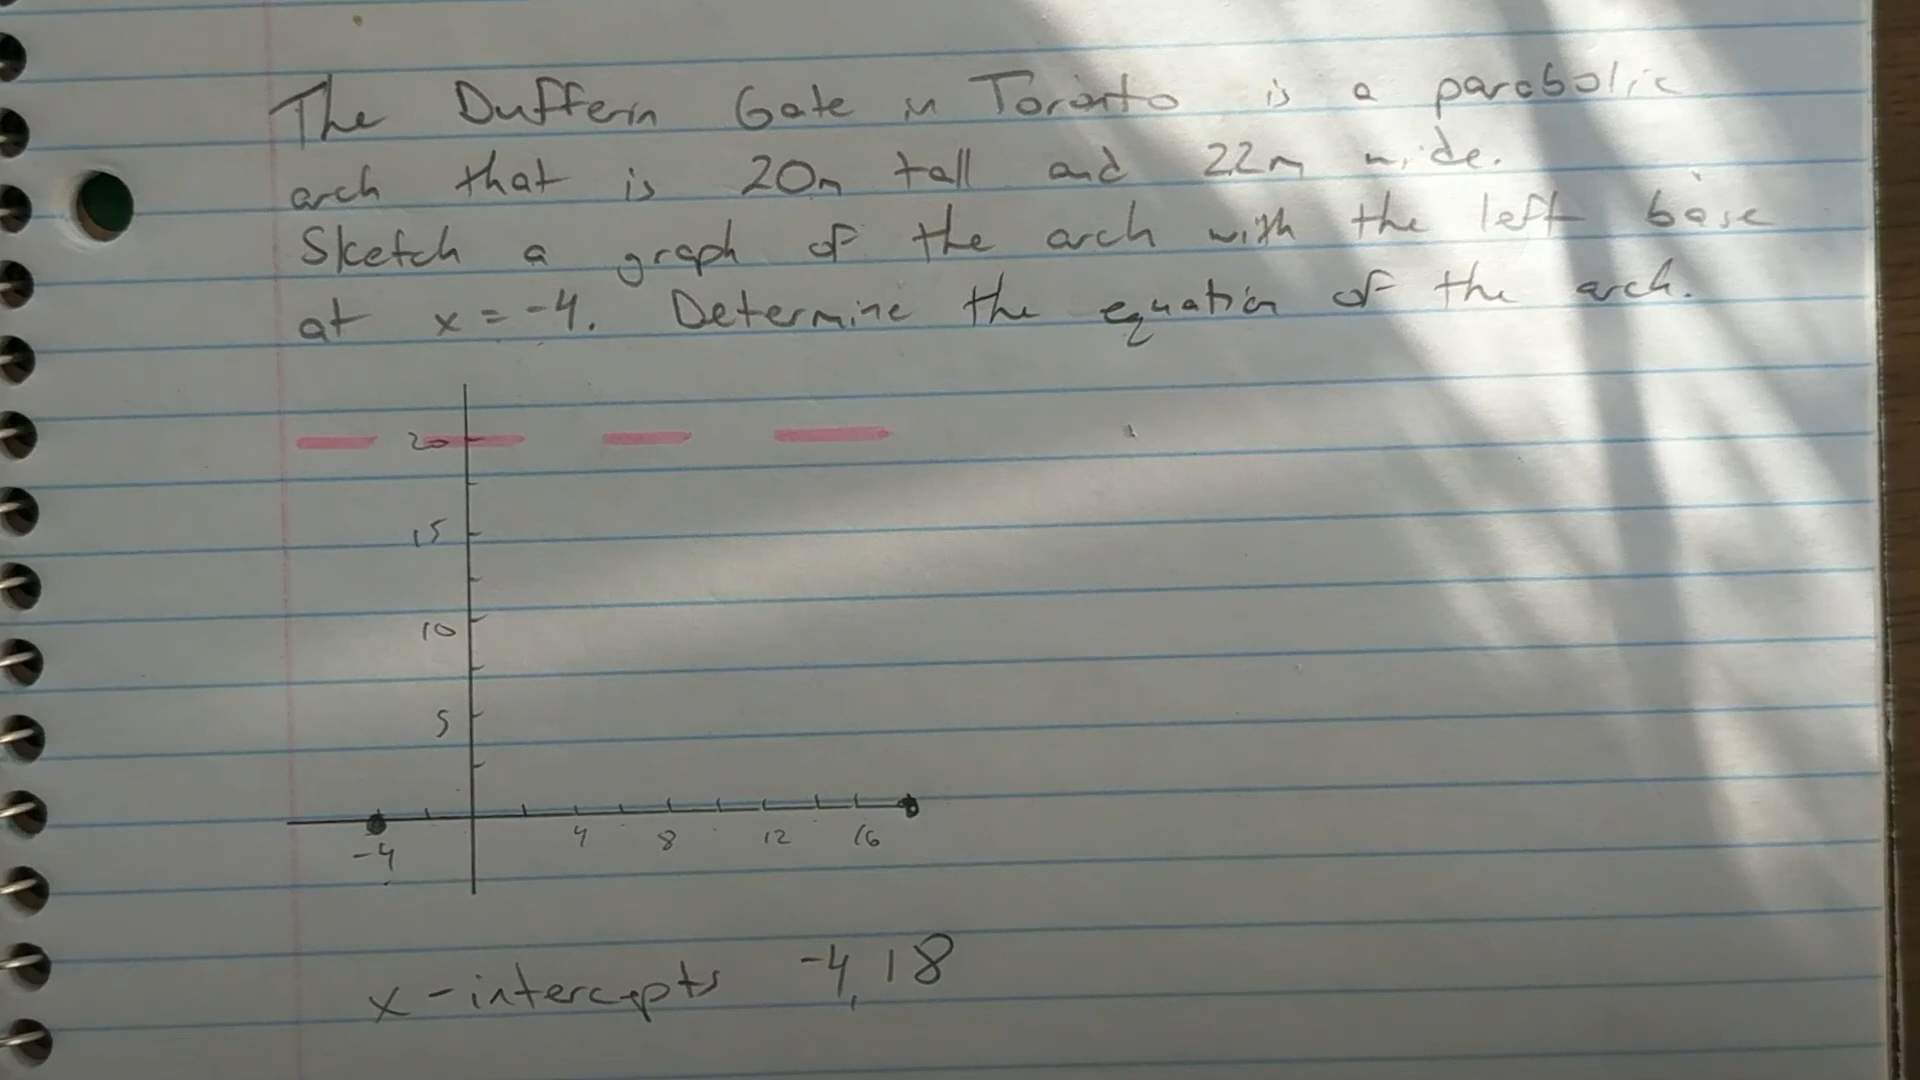 The Dufferin Gate in Toronto is a parabolic
arch that is 20m tall and 22m wide.
Sketch a graph of the arch with the left base
at x = -4. Determine the equation of the arch.
20
15
10
5
-4 4 8 12 16
x-intercepts -4, 18